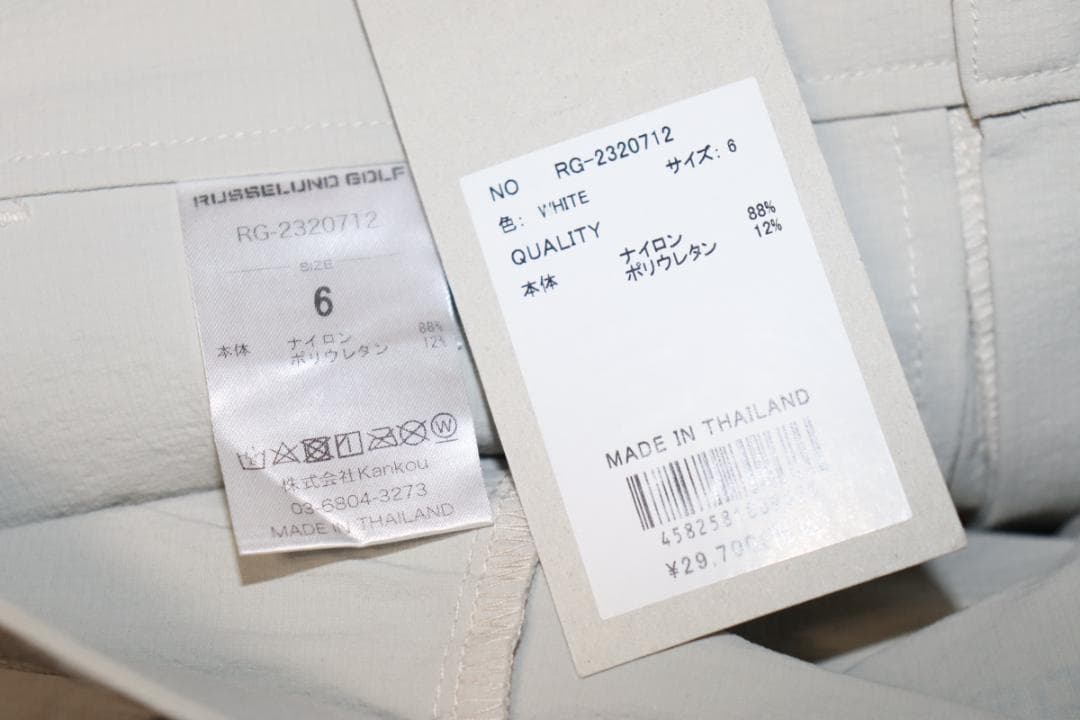 RUSSELUNO GOLF
RG-2320712
SIZE
6
本体 ナイロン 88%
ポリウレタン 12%
W
株式会社Kankou
03-6804-3273
MADE IN THAILAND
NO RG-2320712
色: WHITE サイズ: 6
QUALITY
本体 ナイロン 88%
ポリウレタン 12%
MADE IN THAILAND
¥29,700